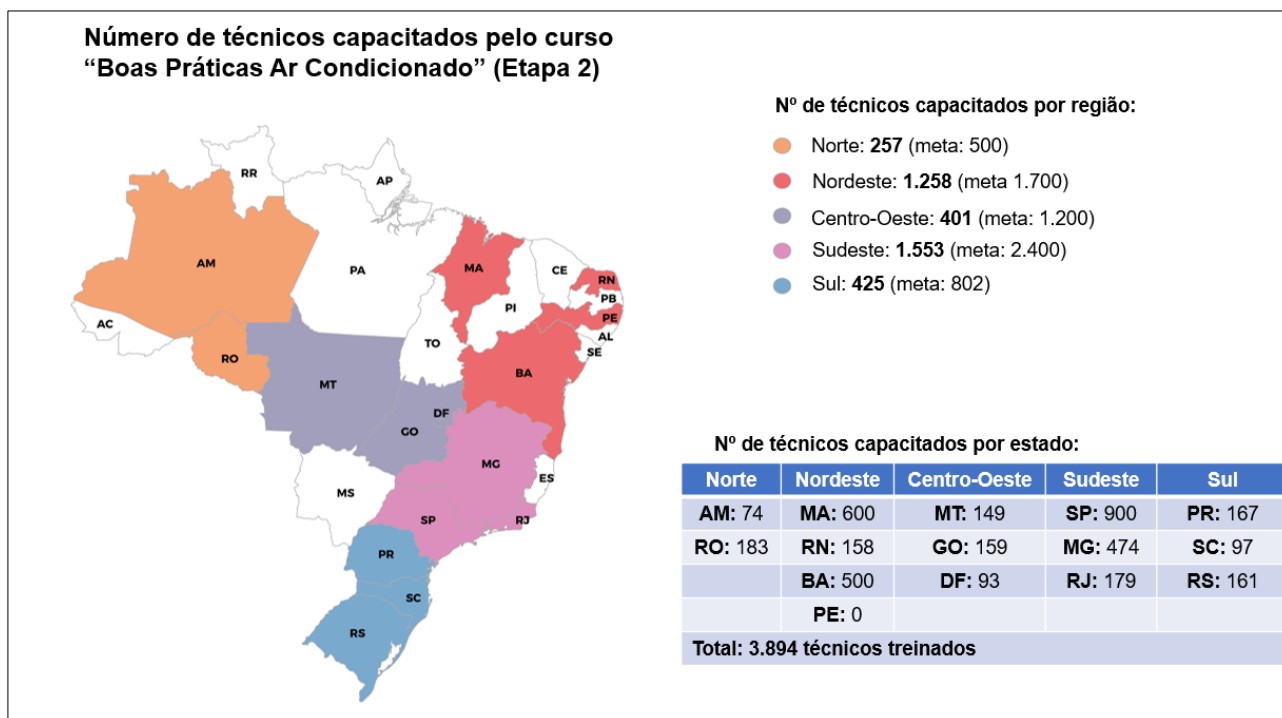 Número de técnicos capacitados pelo curso
“Boas Práticas Ar Condicionado” (Etapa 2)
Nº de técnicos capacitados por região:
Norte: 257 (meta: 500)
Nordeste: 1.258 (meta 1.700)
Centro-Oeste: 401 (meta: 1.200)
Sudeste: 1.553 (meta: 2.400)
Sul: 425 (meta: 802)
RR
AP
AM
PA
MA
CE
RN
PB
PI
PE
AL
SE
AC
TO
RO
BA
MT
DF
GO
MG
ES
MS
SP
RJ
PR
SC
RS
Nº de técnicos capacitados por estado:
Norte Nordeste Centro-Oeste Sudeste Sul
AM: 74 MA: 600 MT: 149 SP: 900 PR: 167
RO: 183 RN: 158 GO: 159 MG: 474 SC: 97
BA: 500 DF: 93 RJ: 179 RS: 161
PE: 0
Total: 3.894 técnicos treinados